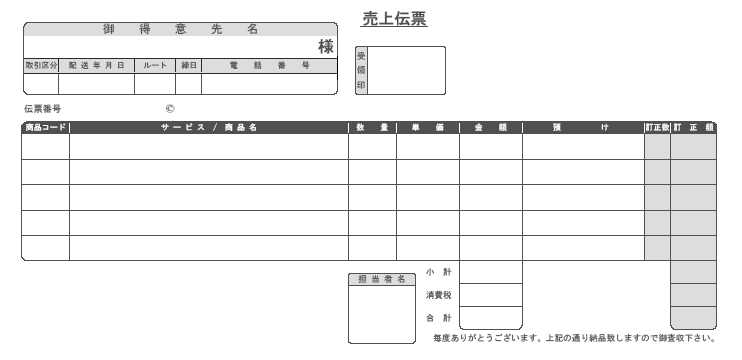 売上伝票
御得意先名
様
取引区分 配送年月日 ルート 締日 電話番号
受領印
伝票番号 ©
商品コード サービス / 商品名 数量 単価 金額 預け 訂正数 訂正額
担当者名
小計
消費税
合計
毎度ありがとうございます。上記の通り納品致しますので御査収下さい。